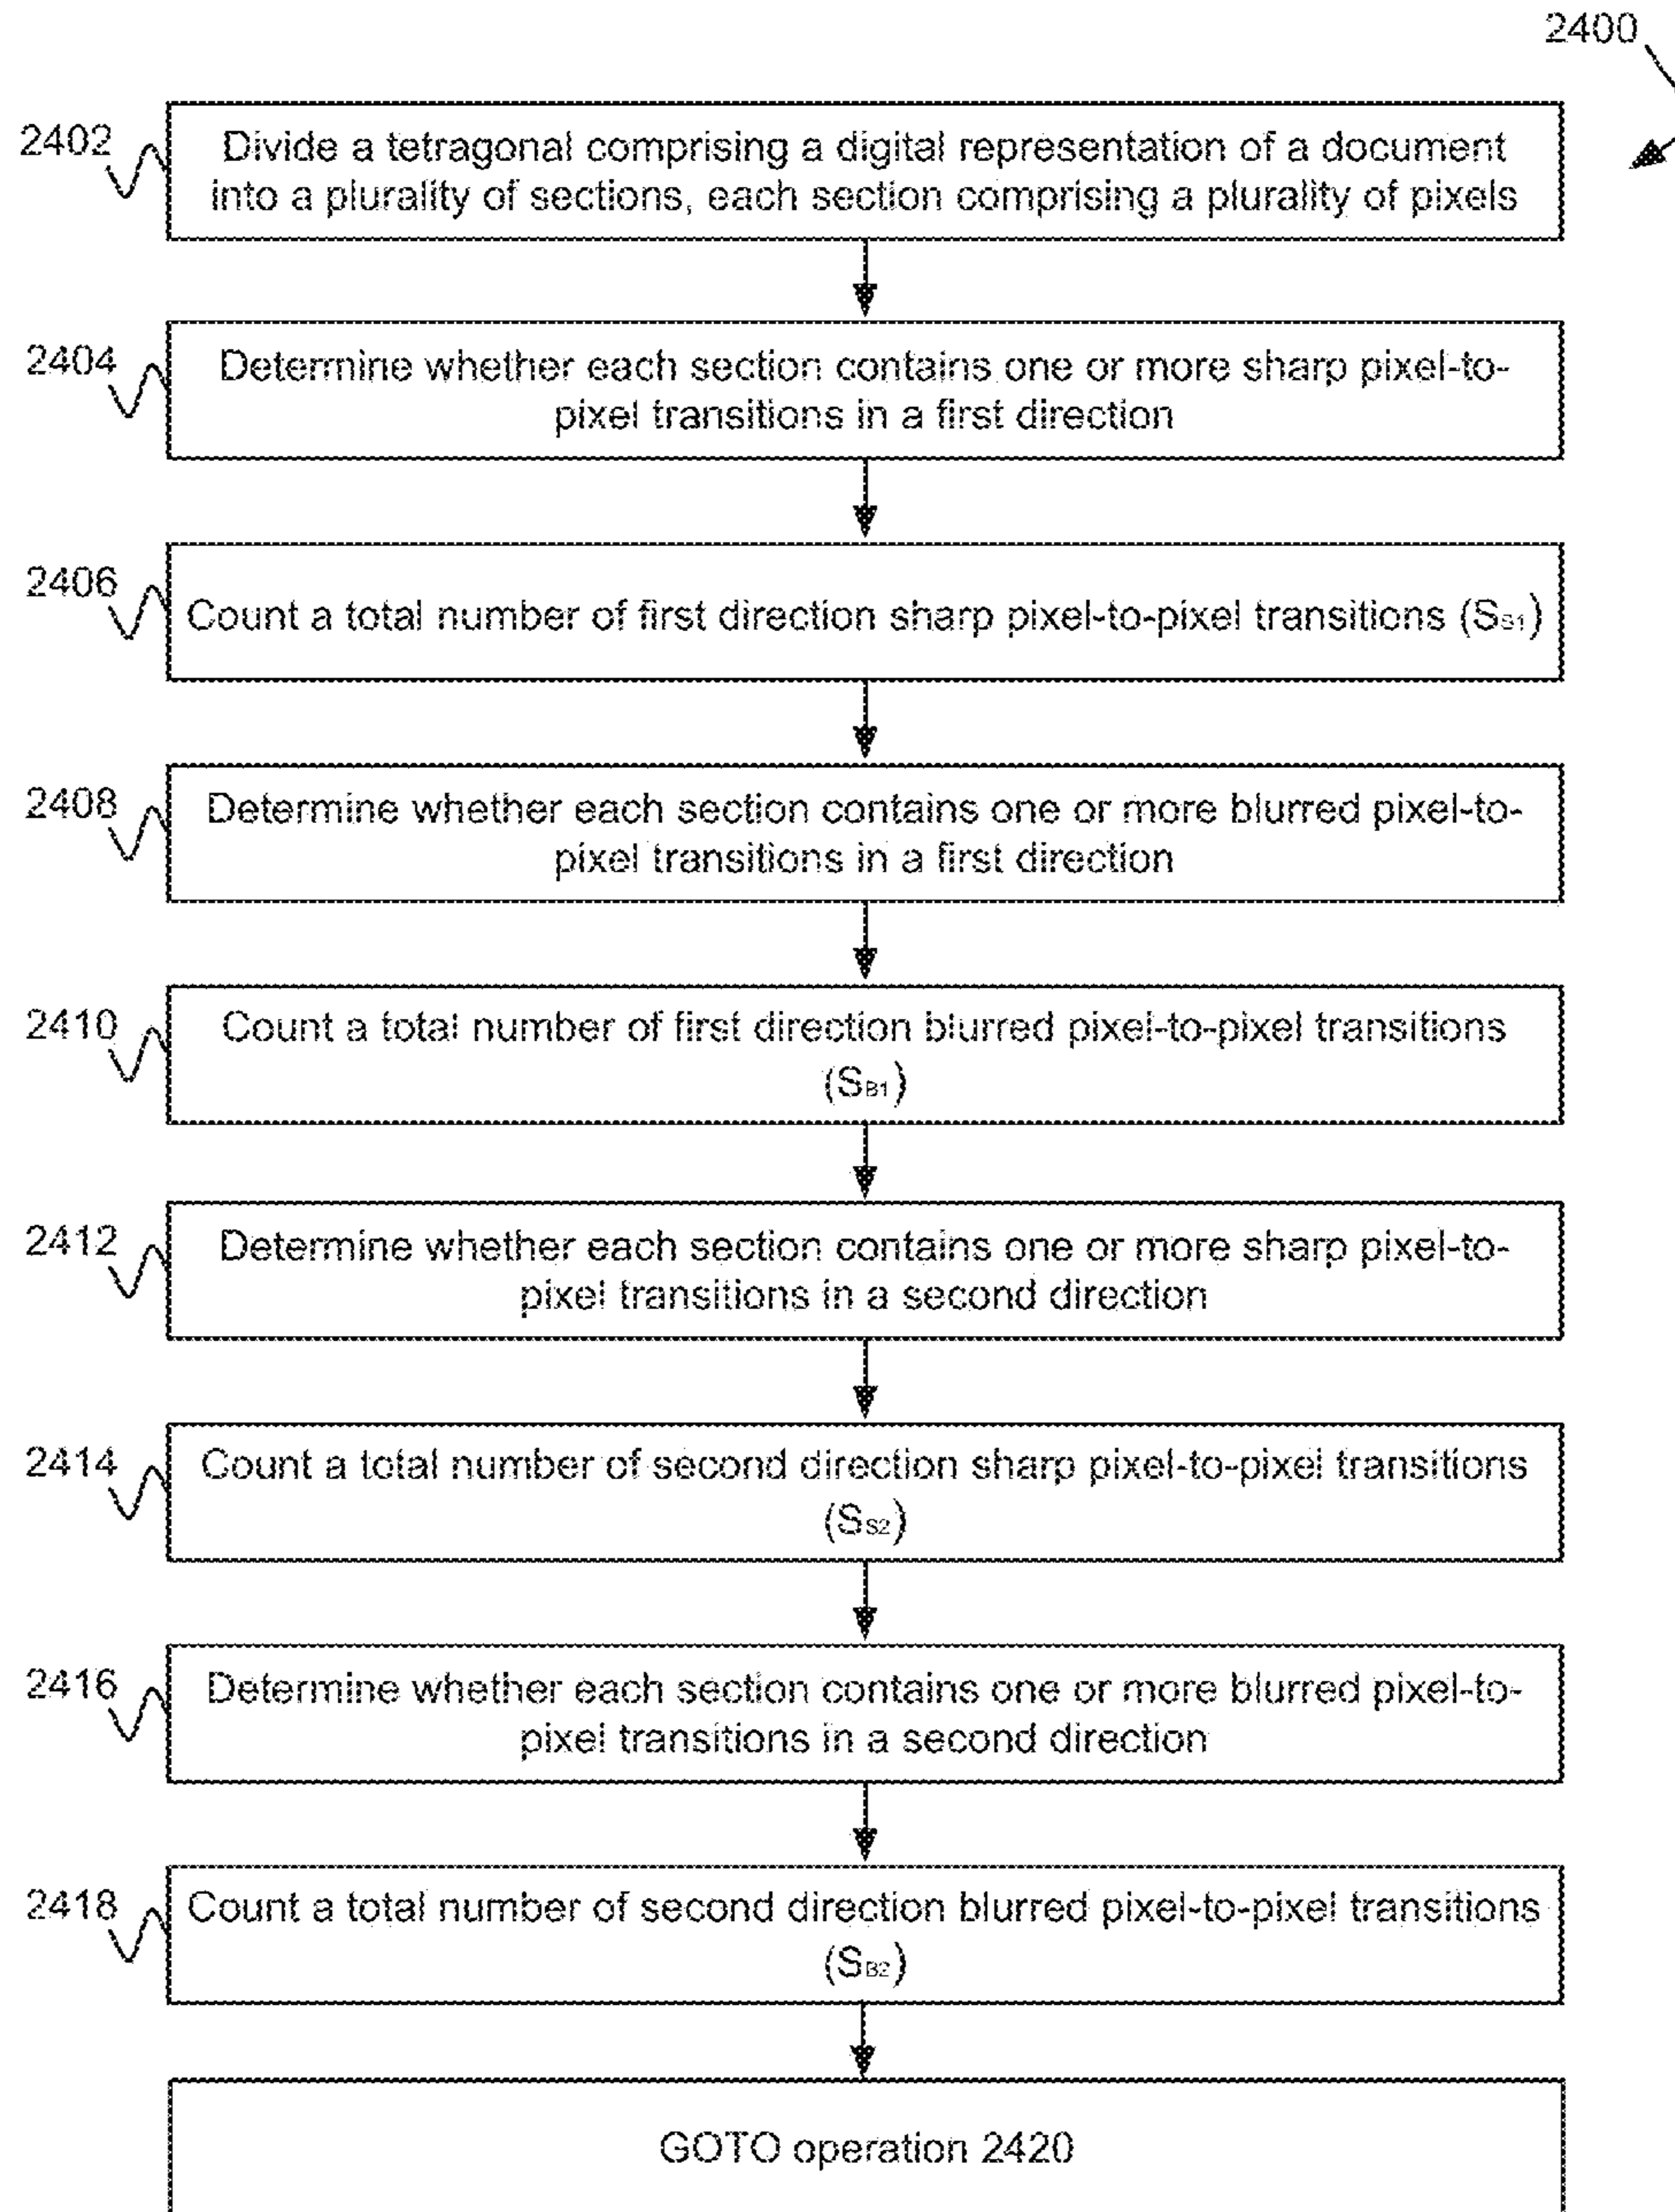 2400
2402
Divide a tetragonal comprising a digital representation of a document
into a plurality of sections, each section comprising a plurality of pixels
2404
Determine whether each section contains one or more sharp pixel-to-
pixel transitions in a first direction
2406
Count a total number of first direction sharp pixel-to-pixel transitions (SS1)
2408
Determine whether each section contains one or more blurred pixel-to-
pixel transitions in a first direction
2410
Count a total number of first direction blurred pixel-to-pixel transitions
(SB1)
2412
Determine whether each section contains one or more sharp pixel-to-
pixel transitions in a second direction
2414
Count a total number of second direction sharp pixel-to-pixel transitions
(SS2)
2416
Determine whether each section contains one or more blurred pixel-to-
pixel transitions in a second direction
2418
Count a total number of second direction blurred pixel-to-pixel transitions
(SB2)
GOTO operation 2420